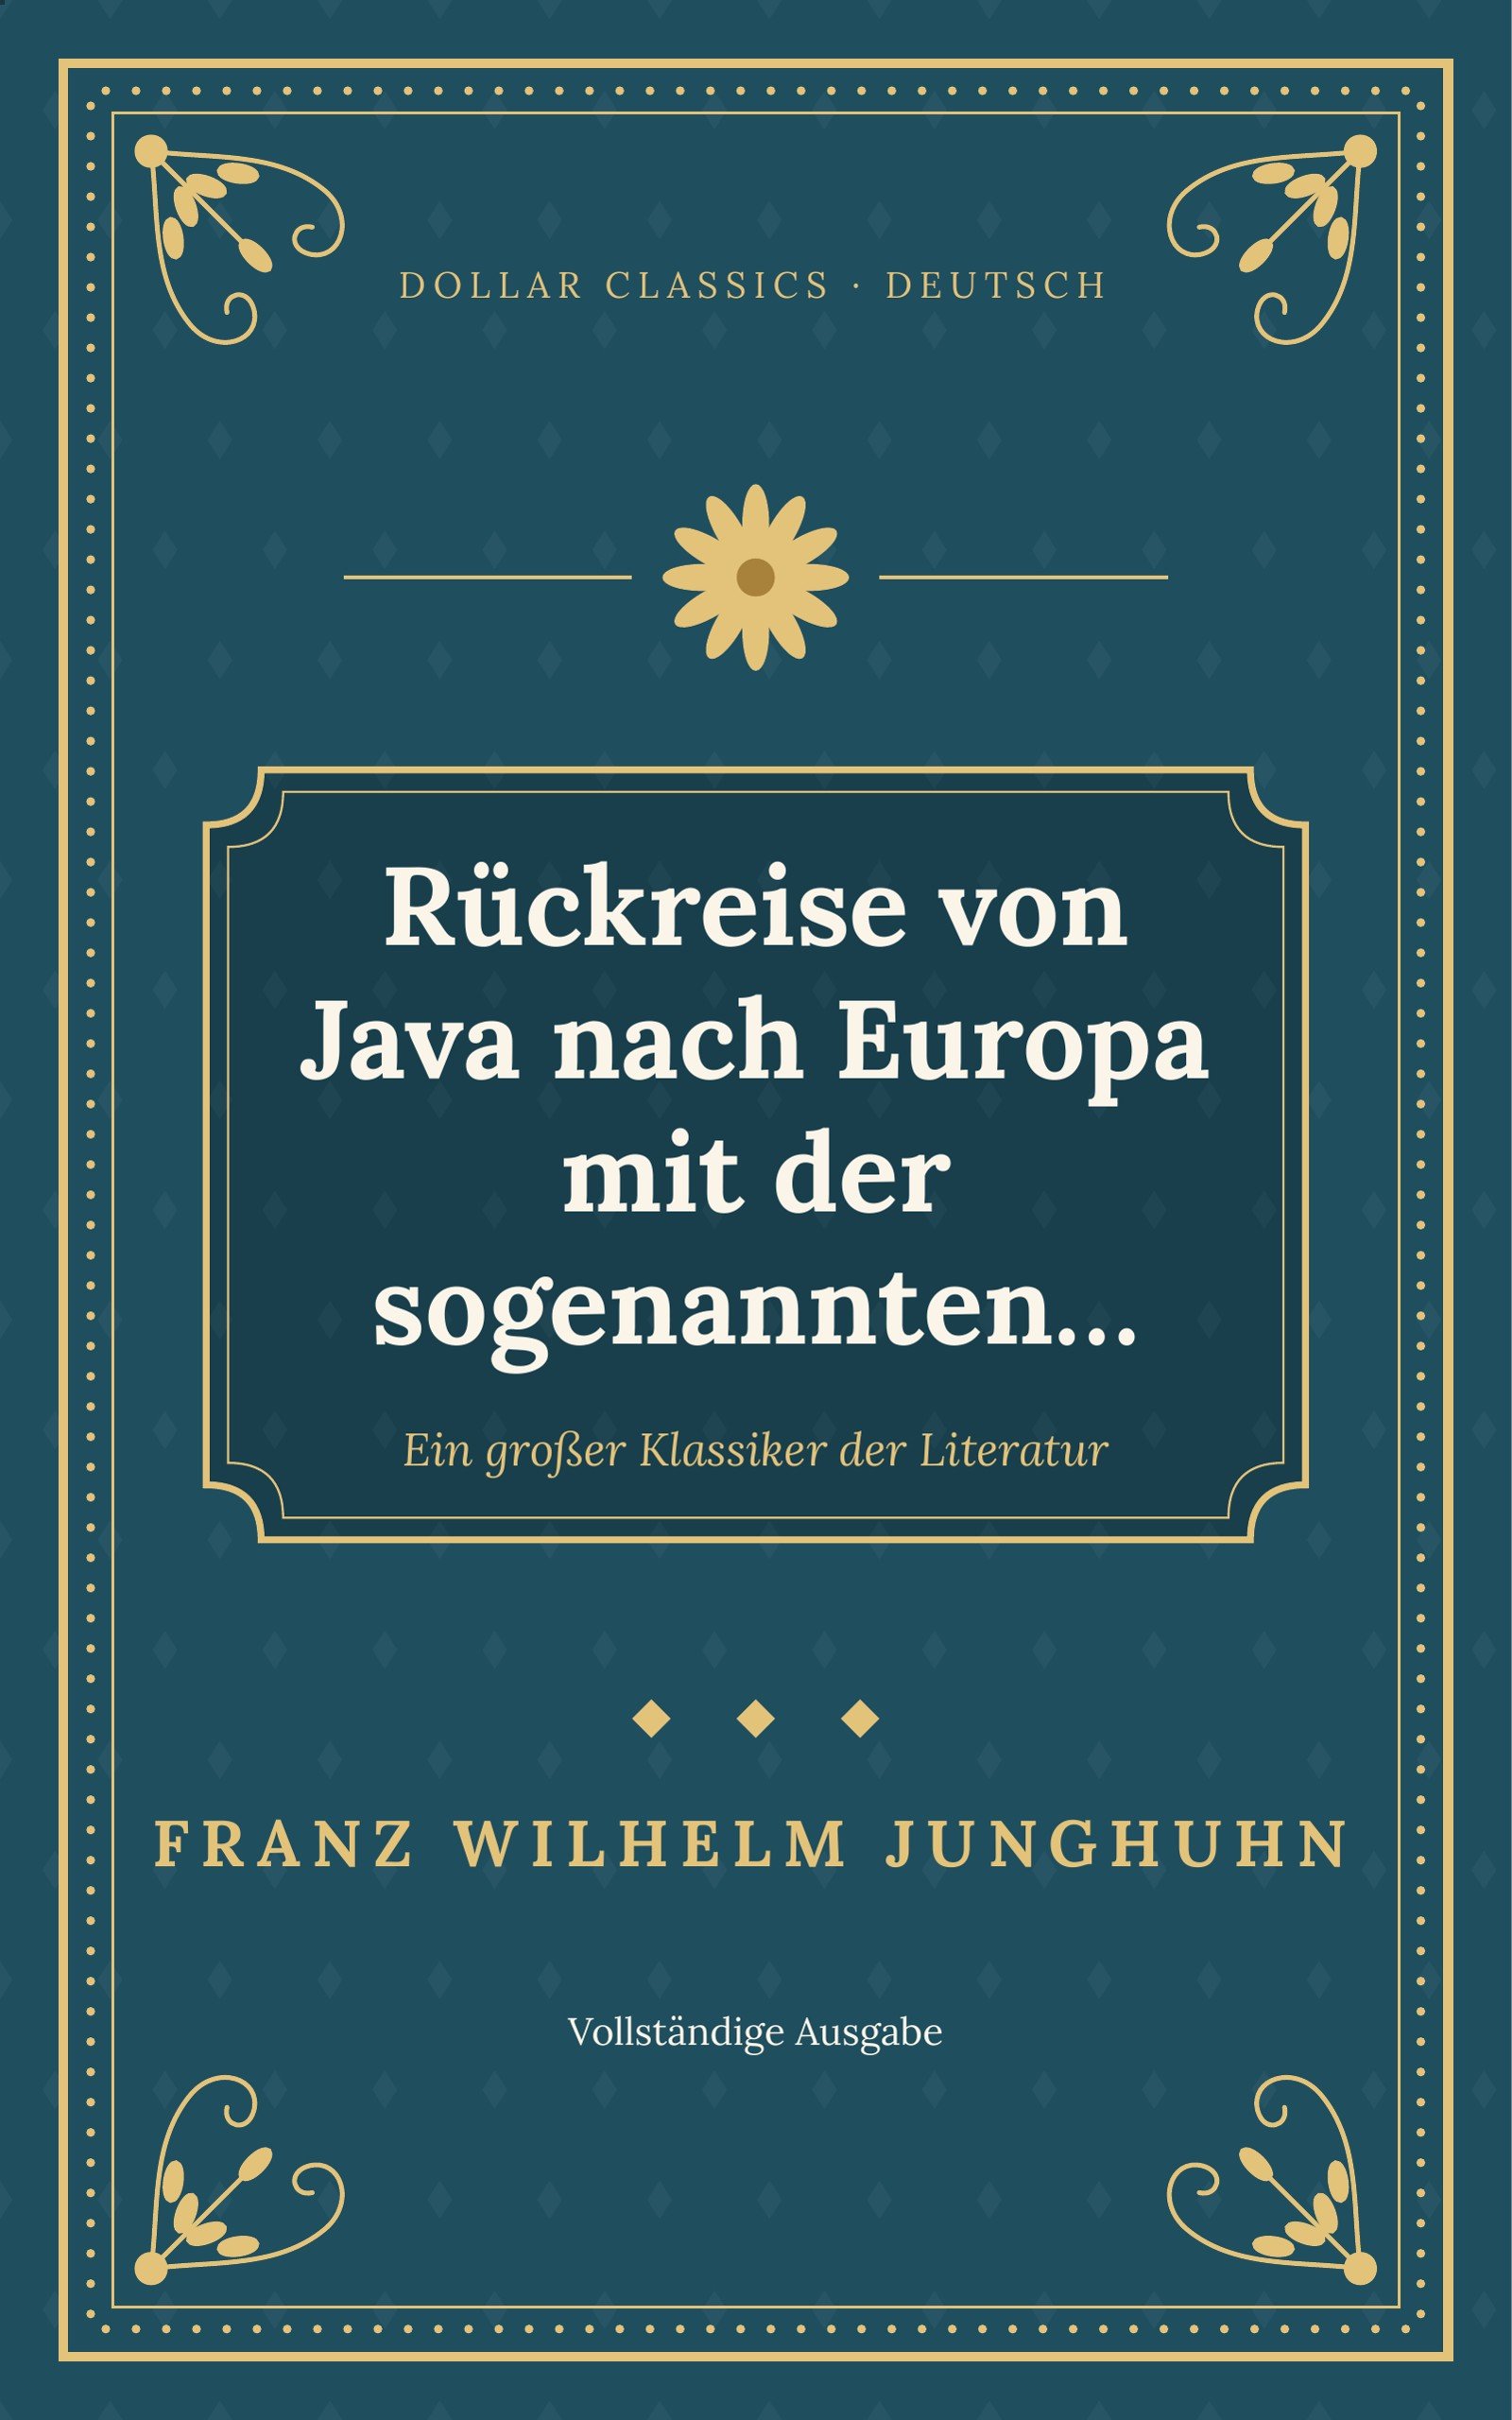 DOLLAR CLASSICS · DEUTSCH
Rückreise von
Java nach Europa
mit der
sogenannten...
Ein großer Klassiker der Literatur
FRANZ WILHELM JUNGHUHN
Vollständige Ausgabe